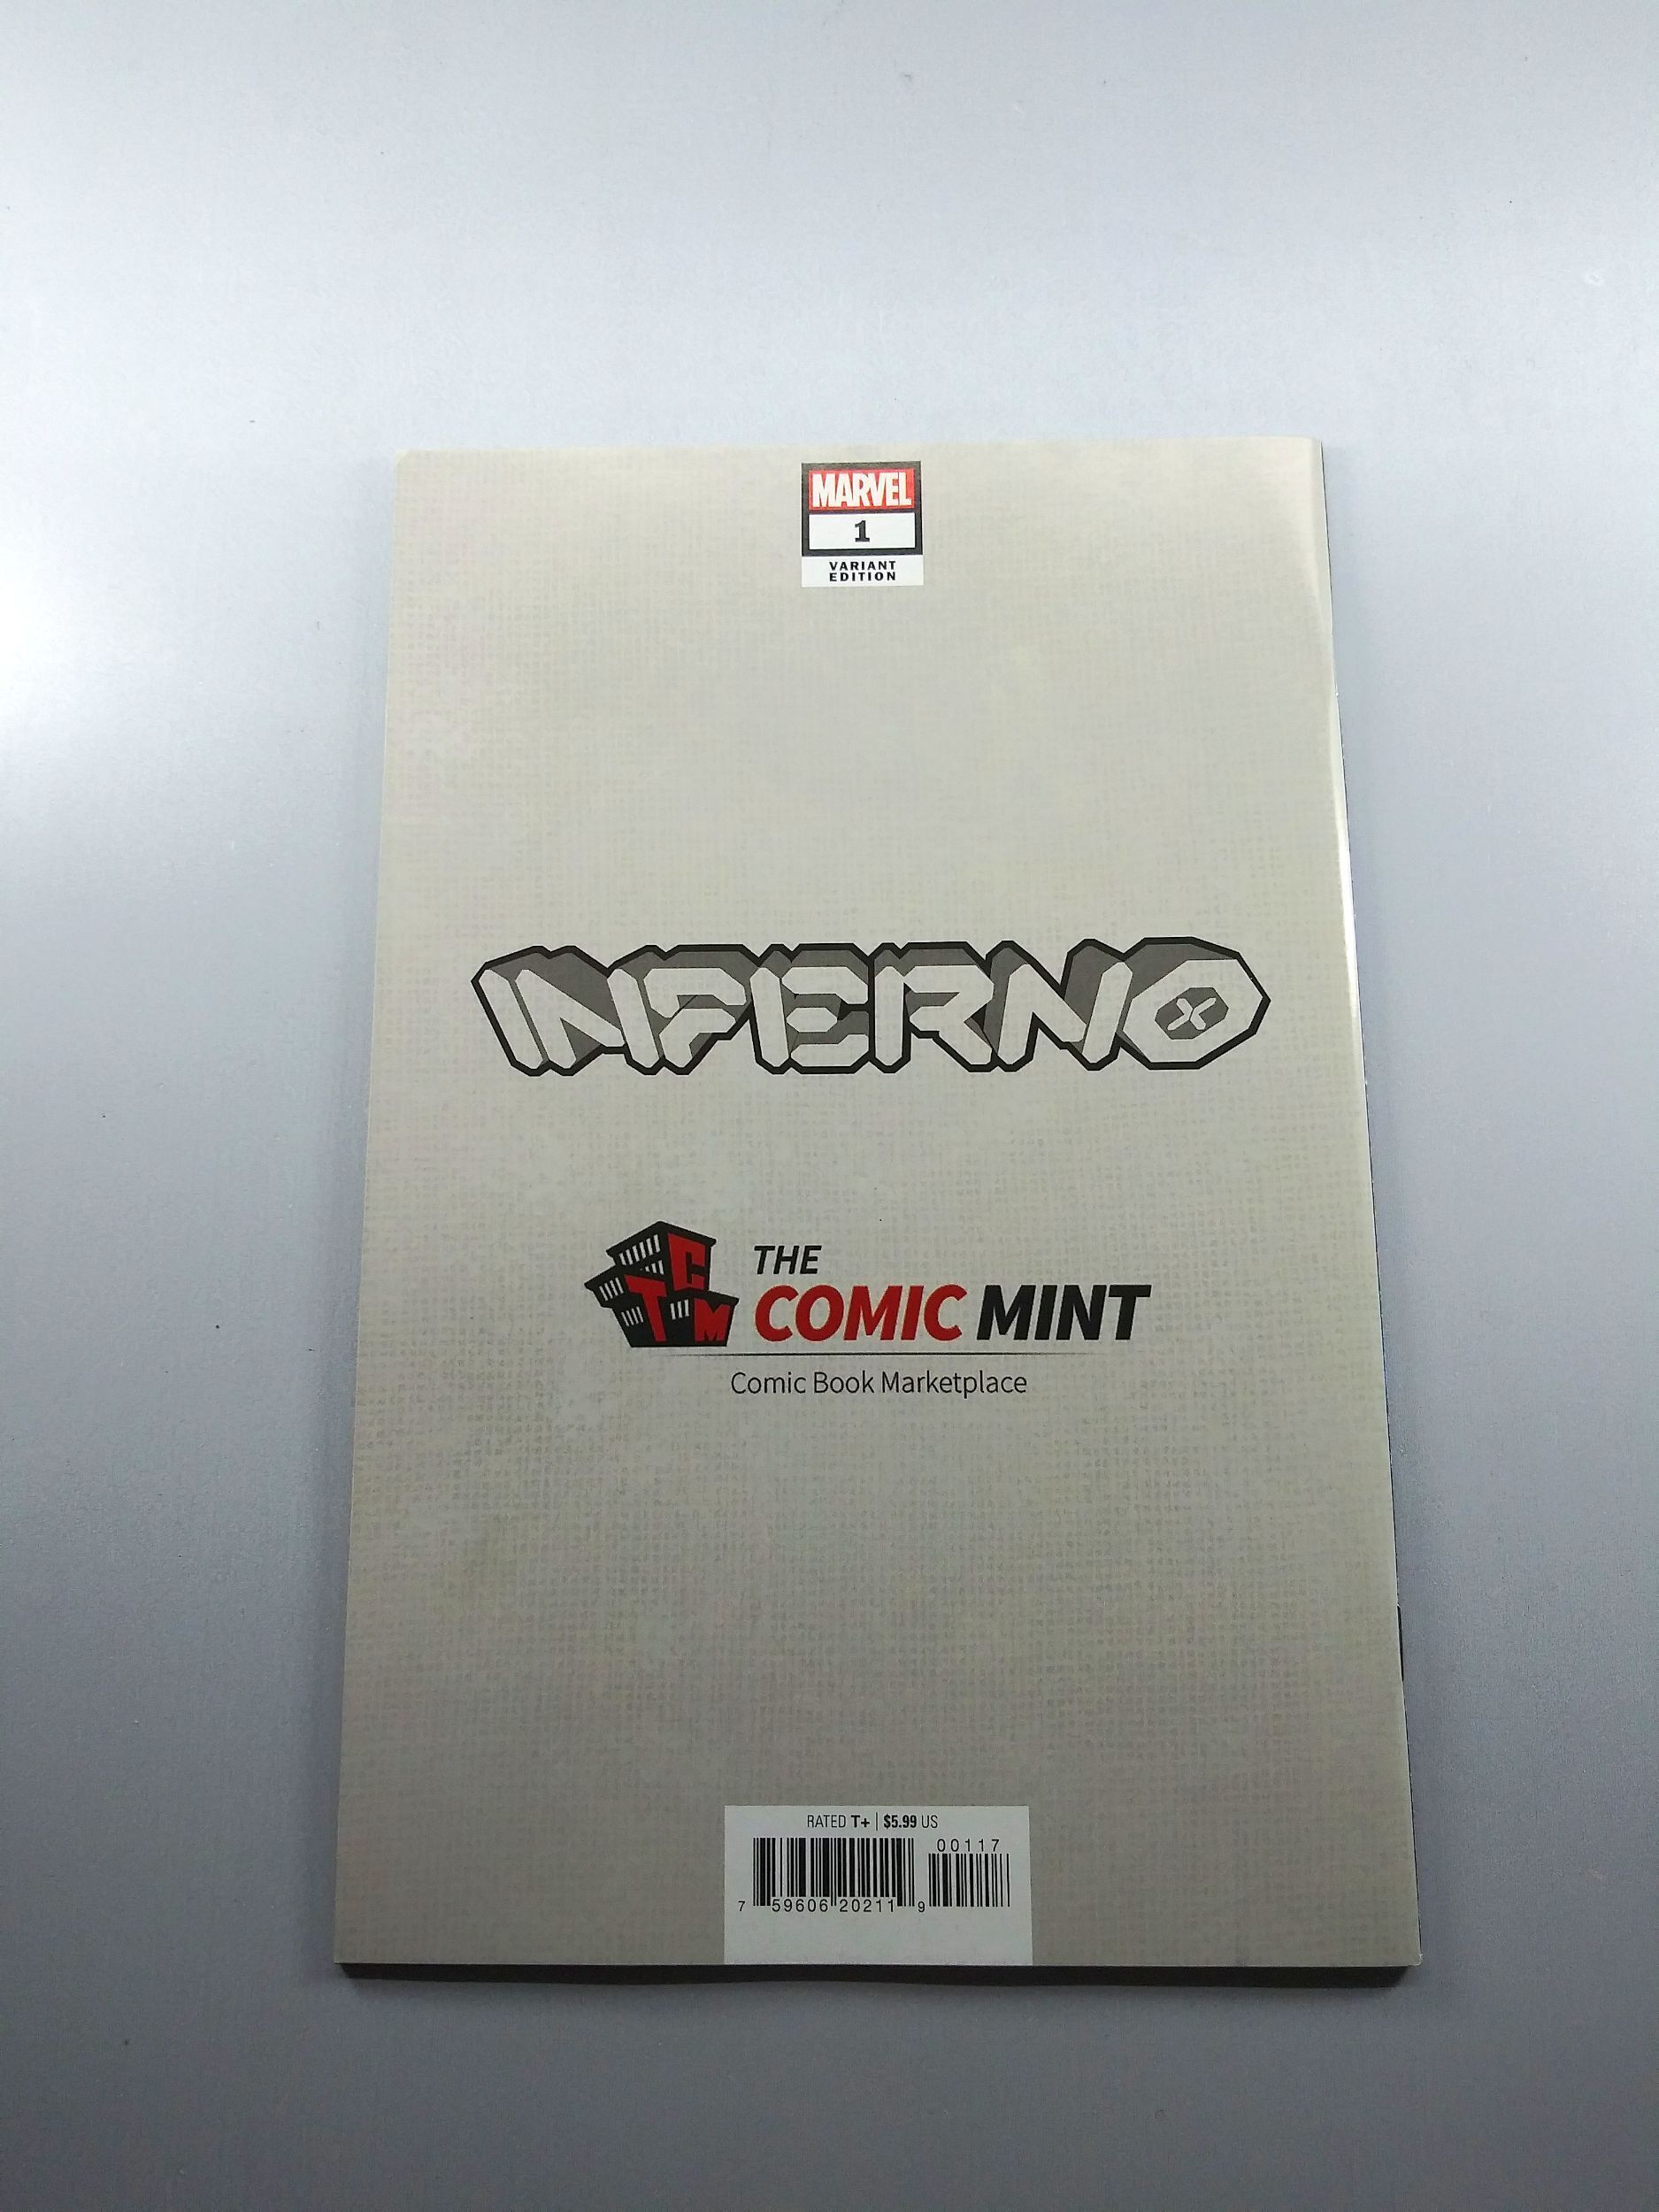 MARVEL
1
VARIANT
EDITION
INFERNO
X
C
T
M
THE
COMIC MINT
Comic Book Marketplace
RATED T+ | $5.99 US
00117
7 59606 20211 9